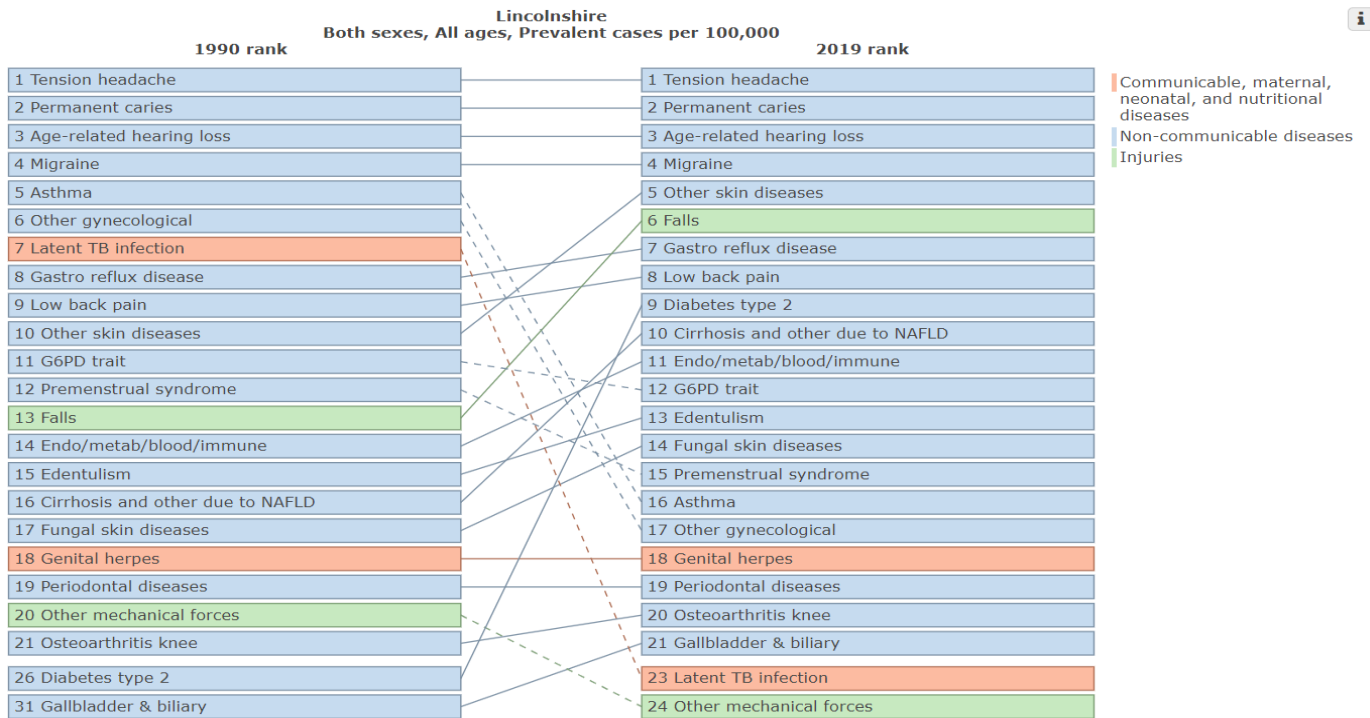 Lincolnshire
Both sexes, All ages, Prevalent cases per 100,000
1990 rank
2019 rank
1 Tension headache
2 Permanent caries
3 Age-related hearing loss
4 Migraine
5 Asthma
6 Other gynecological
7 Latent TB infection
8 Gastro reflux disease
9 Low back pain
10 Other skin diseases
11 G6PD trait
12 Premenstrual syndrome
13 Falls
14 Endo/metab/blood/immune
15 Edentulism
16 Cirrhosis and other due to NAFLD
17 Fungal skin diseases
18 Genital herpes
19 Periodontal diseases
20 Other mechanical forces
21 Osteoarthritis knee
26 Diabetes type 2
31 Gallbladder & biliary
1 Tension headache
2 Permanent caries
3 Age-related hearing loss
4 Migraine
5 Other skin diseases
6 Falls
7 Gastro reflux disease
8 Low back pain
9 Diabetes type 2
10 Cirrhosis and other due to NAFLD
11 Endo/metab/blood/immune
12 G6PD trait
13 Edentulism
14 Fungal skin diseases
15 Premenstrual syndrome
16 Asthma
17 Other gynecological
18 Genital herpes
19 Periodontal diseases
20 Osteoarthritis knee
21 Gallbladder & biliary
23 Latent TB infection
24 Other mechanical forces
Communicable, maternal,
neonatal, and nutritional
diseases
Non-communicable diseases
Injuries
i